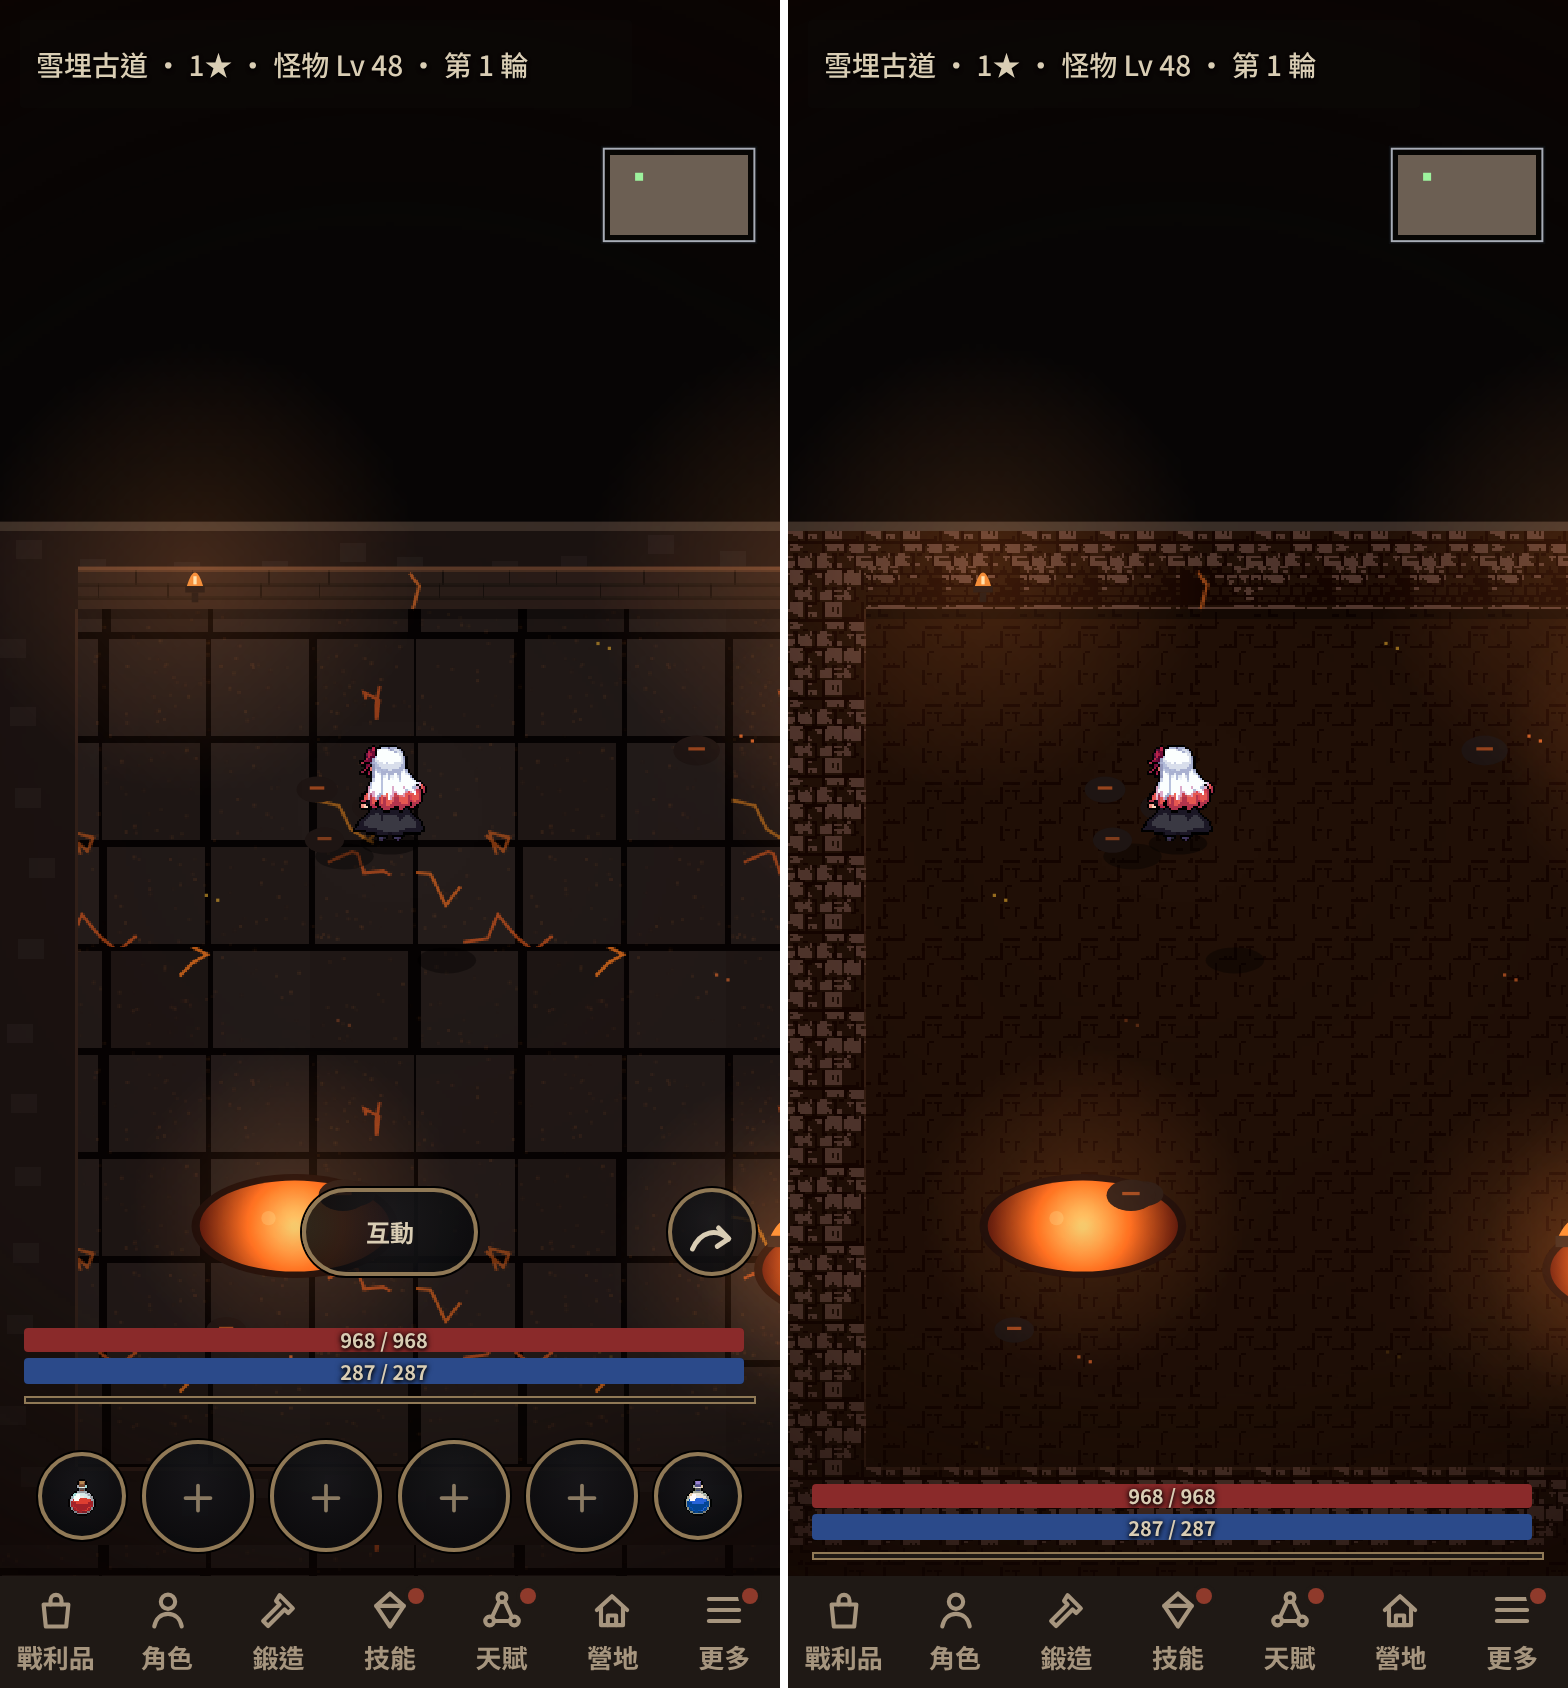 雪埋古道 • 1★ • 怪物 Lv 48 • 第 1 輪
互動
968 / 968
287 / 287
戰利品 角色 鍛造 技能 天賦 營地 更多
雪埋古道 • 1★ • 怪物 Lv 48 • 第 1 輪
968 / 968
287 / 287
戰利品 角色 鍛造 技能 天賦 營地 更多